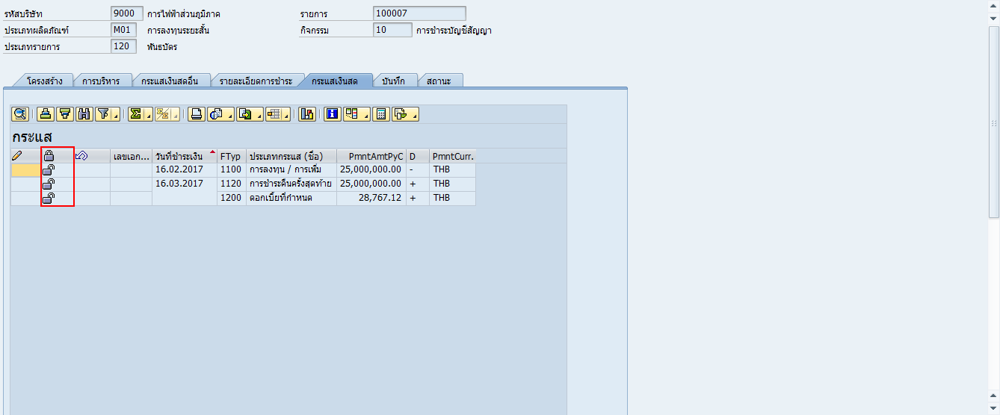 รหัสบริษัท 9000 การไฟฟ้าส่วนภูมิภาค รายการ 100007
ประเภทผลิตภัณฑ์ M01 การลงทุนระยะสั้น กิจกรรม 10 การชำระบัญชีสัญญา
ประเภทรายการ 120 พันธบัตร
โครงสร้าง การบริหาร กระแสเงินสดอื่น รายละเอียดการชำระ กระแสเงินสด บันทึก สถานะ
กระแส
เลขเอก... วันที่ชำระเงิน FTyp ประเภทกระแส (ชื่อ) PmntAmtPyC D PmntCurr.
16.02.2017 1100 การลงทุน / การเพิ่ม 25,000,000.00 - THB
16.03.2017 1120 การชำระคืนครั้งสุดท้าย 25,000,000.00 + THB
1200 ดอกเบี้ยที่กำหนด 28,767.12 + THB